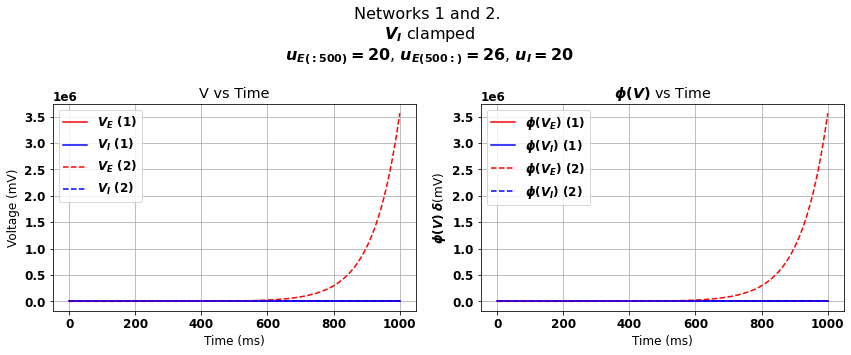 Networks 1 and 2.
V_I clamped
u_{E(:500)} = 20, u_{E(500:)} = 26, u_I = 20
V vs Time
1e6
V_E (1)
V_I (1)
V_E (2)
V_I (2)
Voltage (mV)
3.5
3.0
2.5
2.0
1.5
1.0
0.5
0.0
0 200 400 600 800 1000
Time (ms)
ϕ(V) vs Time
1e6
ϕ(V_E) (1)
ϕ(V_I) (1)
ϕ(V_E) (2)
ϕ(V_I) (2)
ϕ(V) δ(mV)
3.5
3.0
2.5
2.0
1.5
1.0
0.5
0.0
0 200 400 600 800 1000
Time (ms)